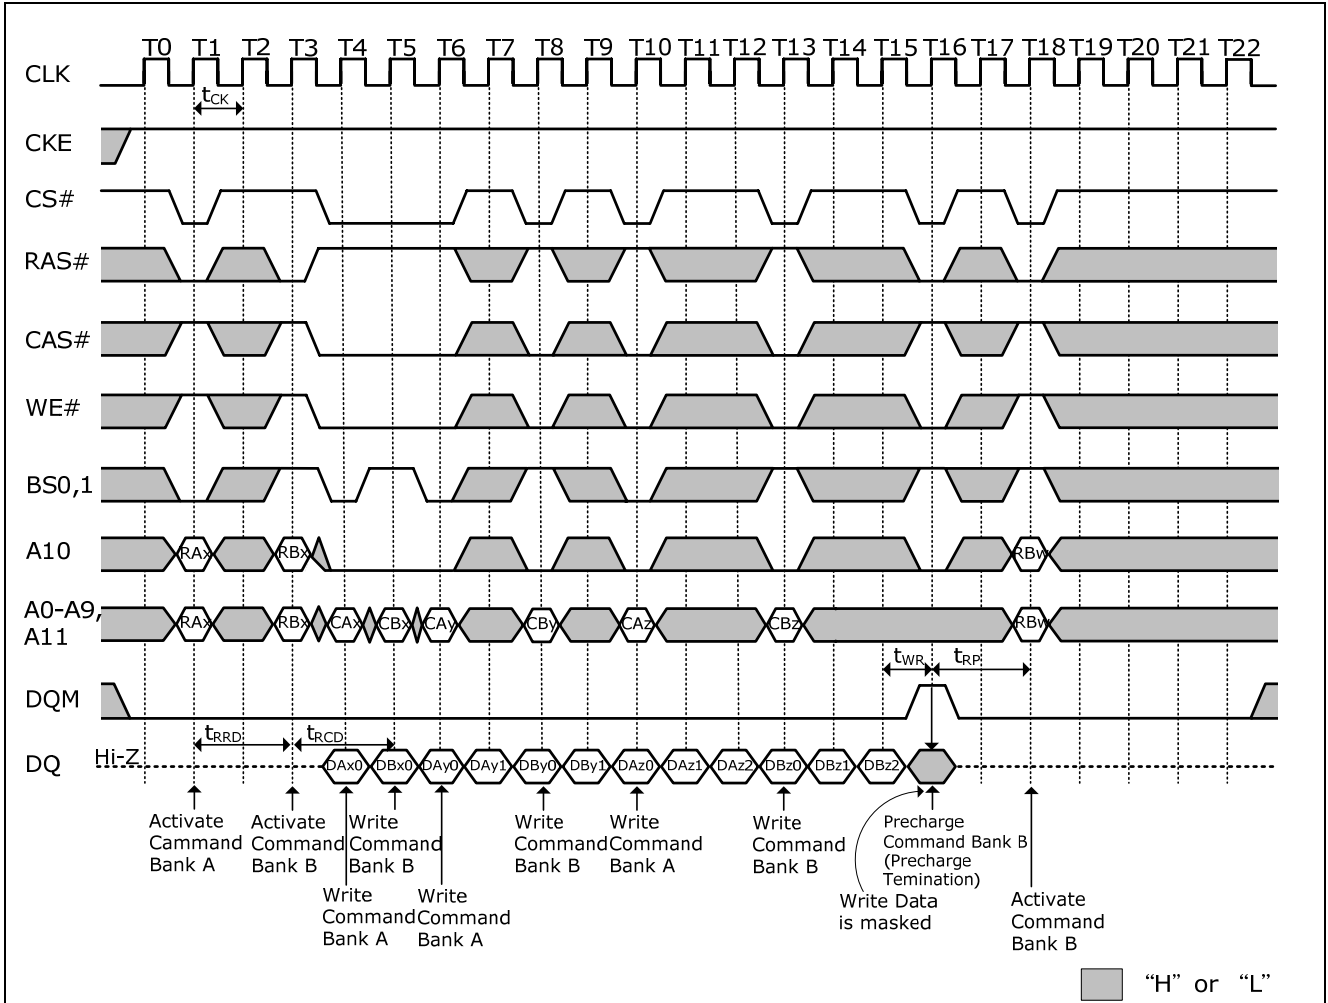 T0 T1 T2 T3 T4 T5 T6 T7 T8 T9 T10 T11 T12 T13 T14 T15 T16 T17 T18 T19 T20 T21 T22
CLK
tCK
CKE
CS#
RAS#
CAS#
WE#
BS0,1
A10
RAx RBx RBw
A0-A9,
A11
RAx RBx CAx CBx CAy CBy CAz CBz RBw
tWR tRP
DQM
tRRD tRCD
DQ Hi-Z
DAx0 DBx0 DAy0 DAy1 DBy0 DBy1 DAz0 DAz1 DAz2 DBz0 DBz1 DBz2
Activate
Cammand
Bank A
Activate
Command
Bank B
Write
Command
Bank B
Write
Command
Bank B
Write
Command
Bank A
Write
Command
Bank B
Precharge
Command Bank B
(Precharge
Temination)
Write
Command
Bank A
Write
Command
Bank A
Write Data
is masked
Activate
Command
Bank B
“H” or “L”